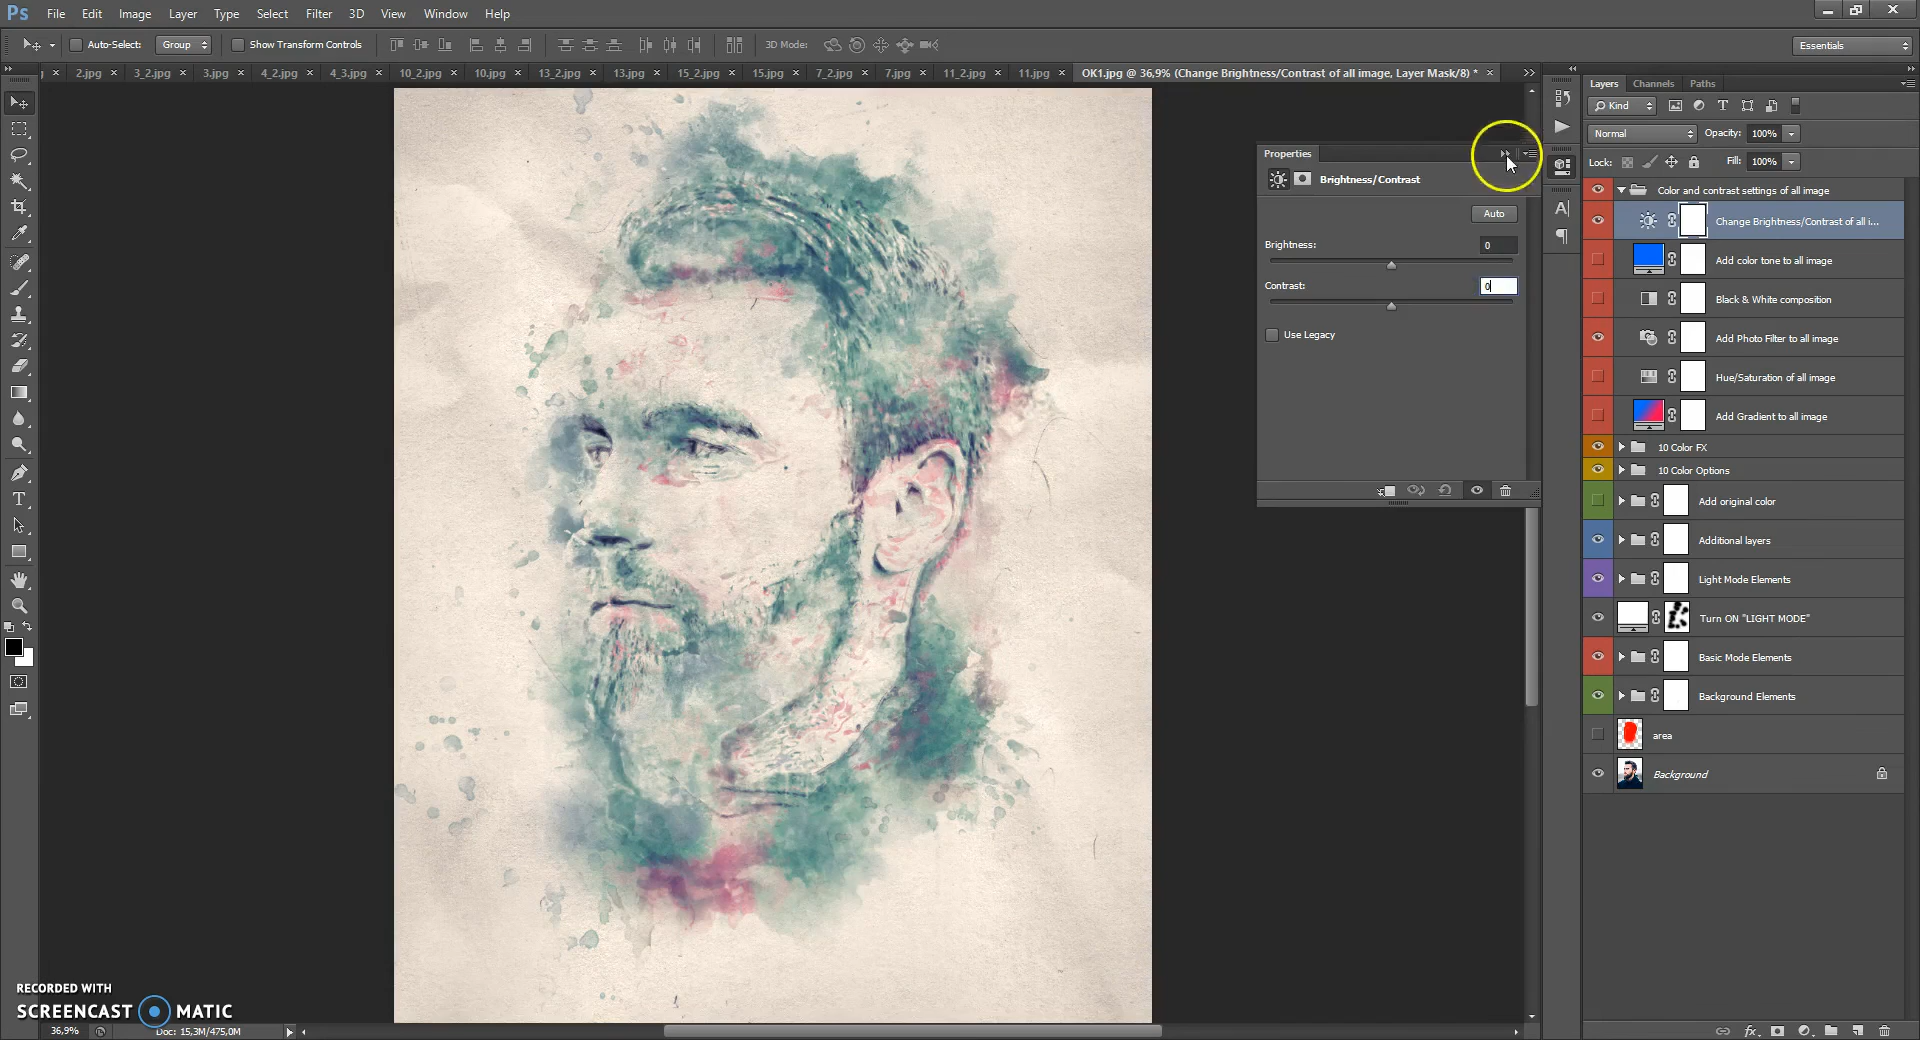 Ps File Edit Image Layer Type Select Filter 3D View Window Help
Auto-Select: Group Show Transform Controls 3D Mode: Essentials
2.jpg × 3_2.jpg × 3.jpg × 4_2.jpg × 4_3.jpg × 10_2.jpg × 10.jpg × 13_2.jpg × 13.jpg × 15_2.jpg × 15.jpg × 7_2.jpg × 7.jpg × 11_2.jpg × 11.jpg × OK1.jpg @ 36,9% (Change Brightness/Contrast of all image, Layer Mask/8) * ×
Properties
Brightness/Contrast
Auto
Brightness: 0
Contrast: 0
Use Legacy
Layers Channels Paths
Kind
Normal Opacity: 100%
Lock: Fill: 100%
Color and contrast settings of all image
Change Brightness/Contrast of all i...
Add color tone to all image
Black & White composition
Add Photo Filter to all image
Hue/Saturation of all image
Add Gradient to all image
10 Color FX
10 Color Options
Add original color
Additional layers
Light Mode Elements
Turn ON "LIGHT MODE"
Basic Mode Elements
Background Elements
area
Background
RECORDED WITH
SCREENCAST MATIC
36,9% Doc: 15,3M/475,0M